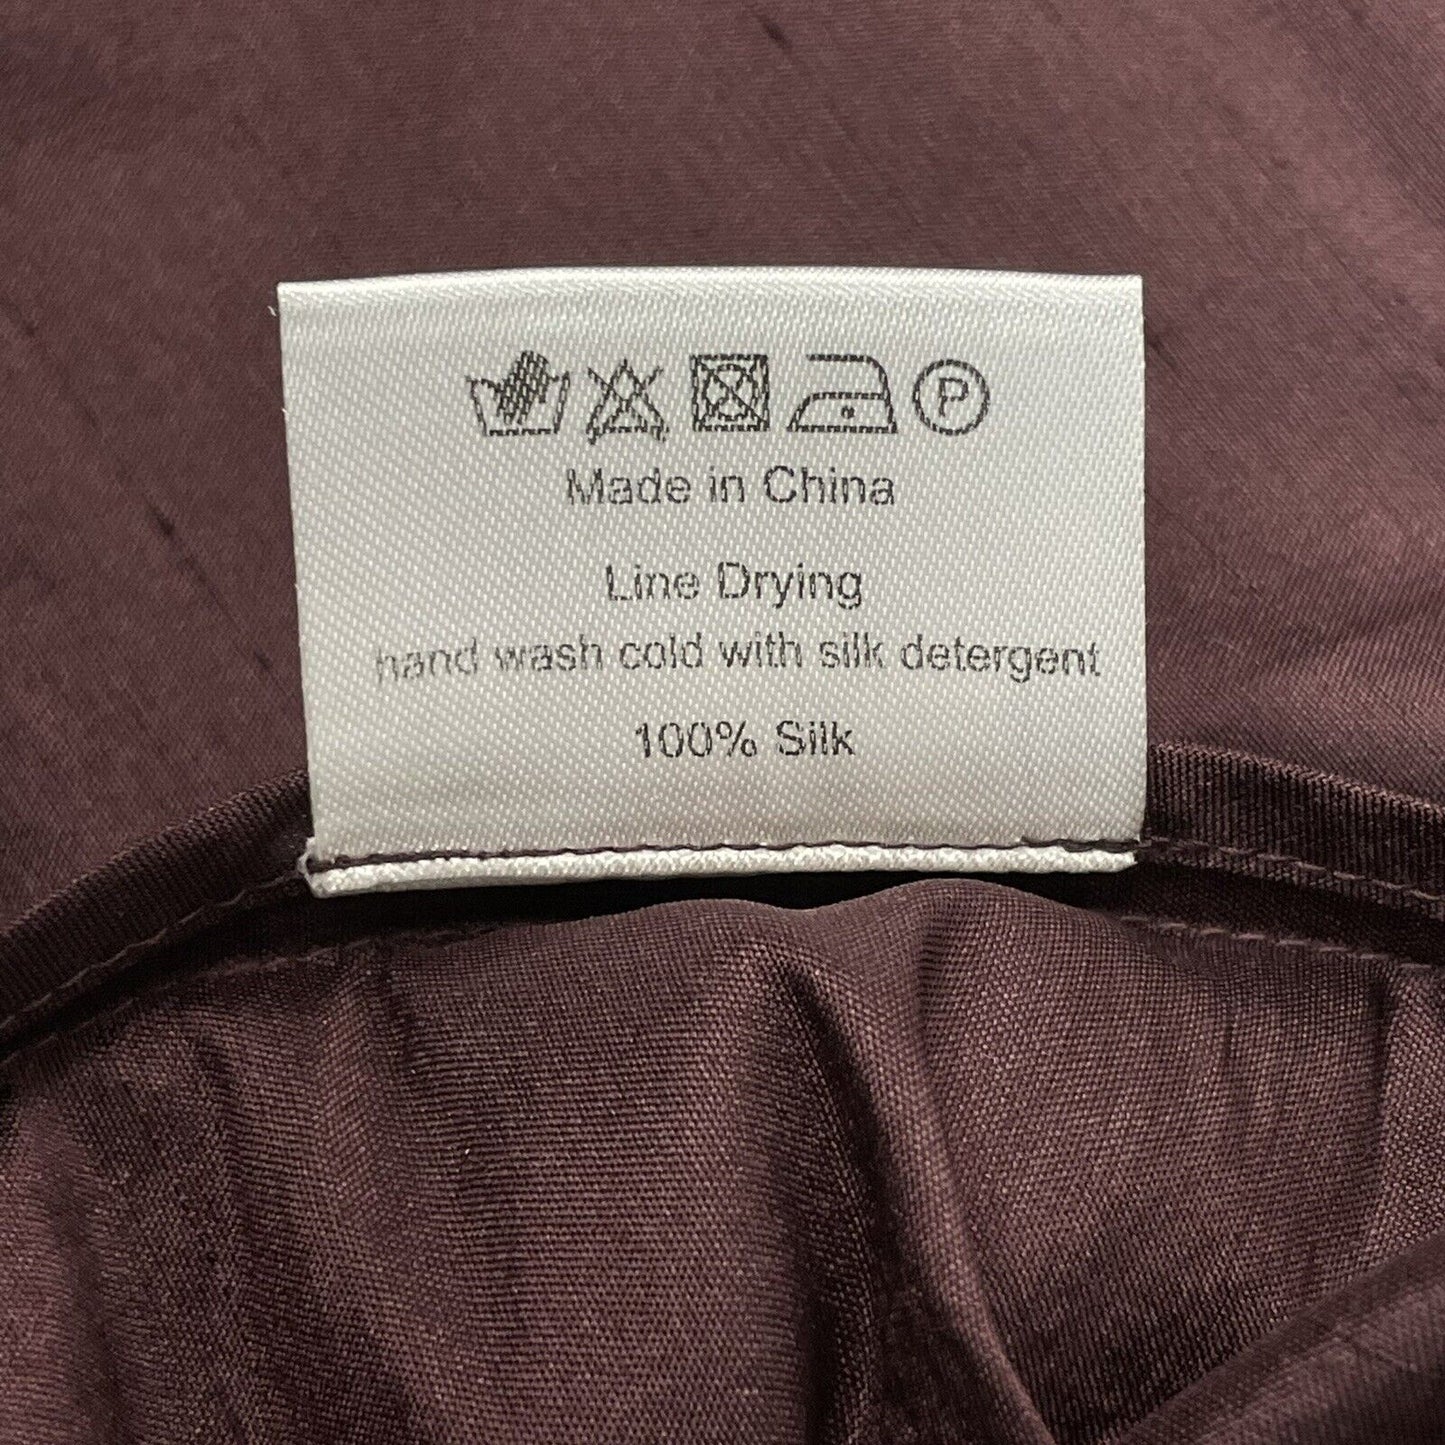 P
Made in China
Line Drying
hand wash cold with silk detergent
100% Silk